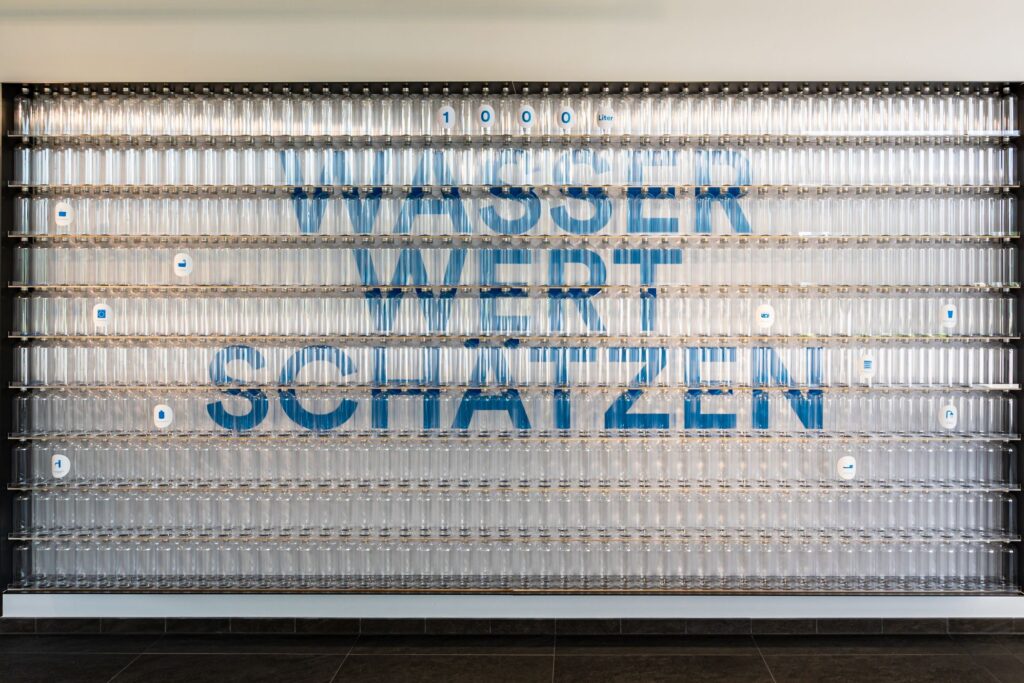 1000 Liter
WASSER
WERT
SCHÄTZEN